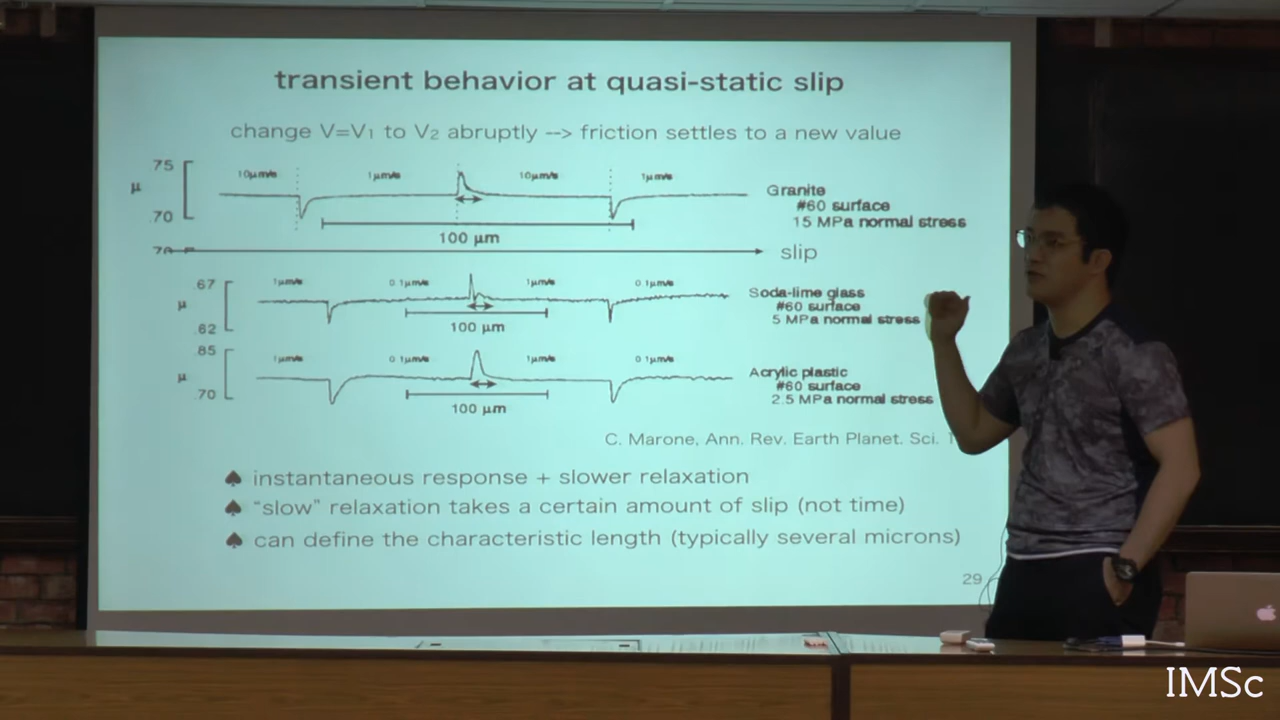 transient behavior at quasi-static slip
change V=V1 to V2 abruptly --> friction settles to a new value
.75
μ
.70
10μm/s 1μm/s 10μm/s 1μm/s
100 μm
Granite
#60 surface
15 MPa normal stress
slip
.67
μ
.62
1μm/s 0.1μm/s 1μm/s 0.1μm/s
100 μm
Soda-lime glass
#60 surface
5 MPa normal stress
.85
μ
.70
1μm/s 0.1μm/s 1μm/s 0.1μm/s
100 μm
Acrylic plastic
#60 surface
2.5 MPa normal stress
C. Marone, Ann. Rev. Earth Planet. Sci.
♠ instantaneous response + slower relaxation
♠ “slow” relaxation takes a certain amount of slip (not time)
♠ can define the characteristic length (typically several microns)
29
IMSc